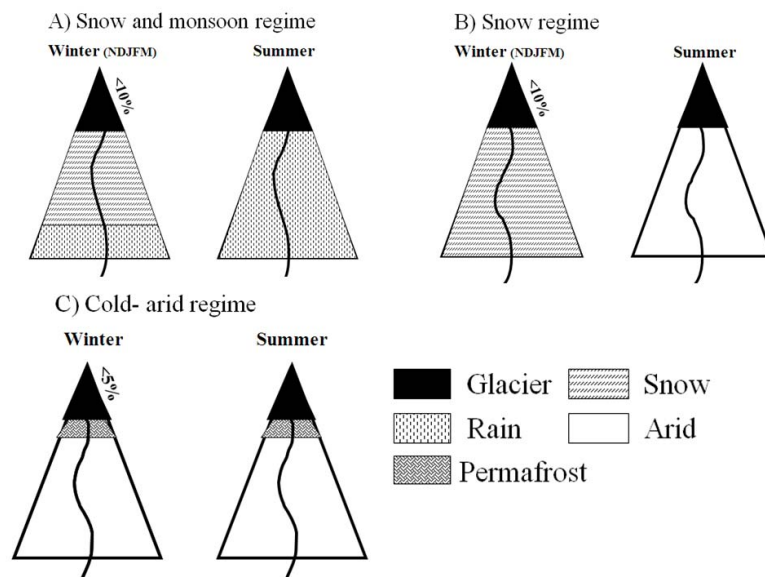 A) Snow and monsoon regime
Winter (NDJFM)
Summer
<10%
B) Snow regime
Winter (NDJFM)
Summer
<10%
C) Cold- arid regime
Winter
Summer
<5%
Glacier
Snow
Rain
Arid
Permafrost